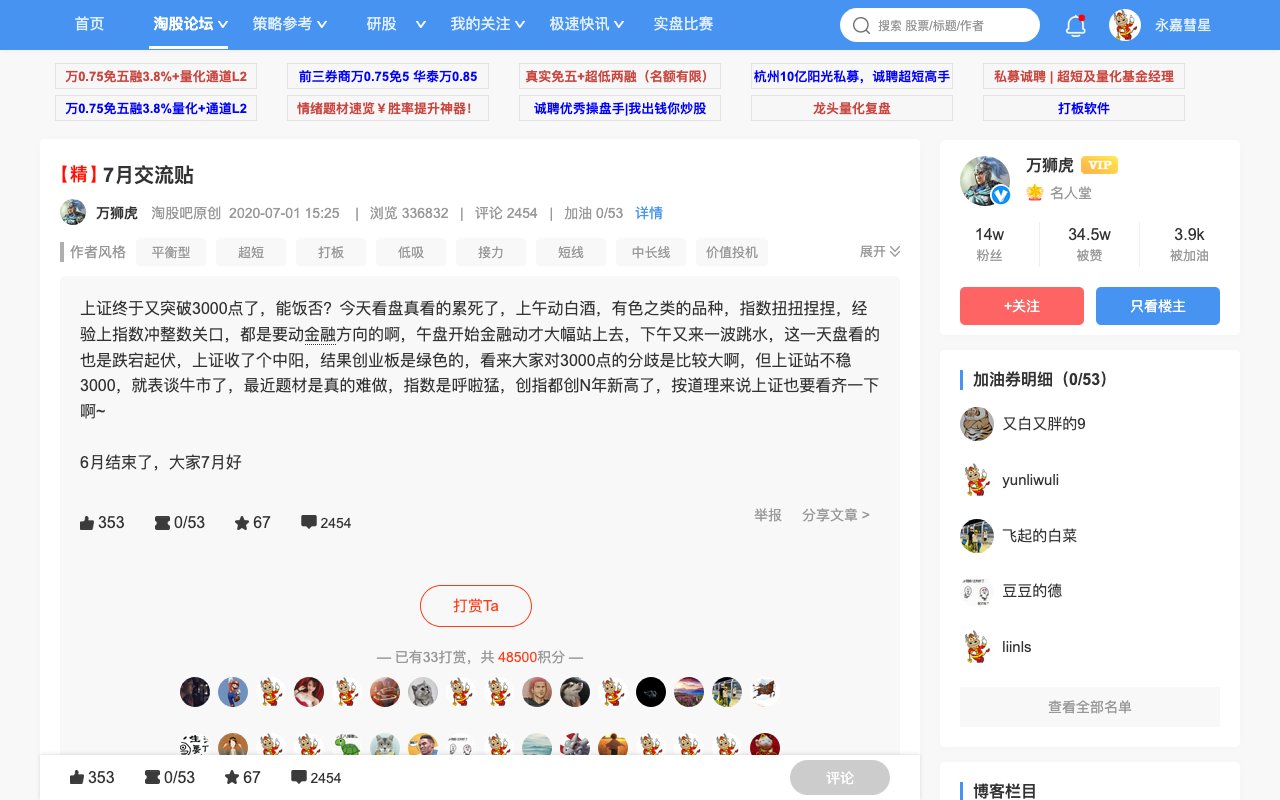 首页 淘股论坛 策略参考 研股 我的关注 极速快讯 实盘比赛 搜索 股票/标题/作者 永嘉彗星
万0.75免五融3.8%+量化通道L2 前三券商万0.75免5 华泰万0.85 真实免五+超低两融（名额有限） 杭州10亿阳光私募，诚聘超短高手 私募诚聘 | 超短及量化基金经理
万0.75免五融3.8%量化+通道L2 情绪题材速览￥胜率提升神器！ 诚聘优秀操盘手|我出钱你炒股 龙头量化复盘 打板软件
【精】7月交流贴
万狮虎 淘股吧原创 2020-07-01 15:25 | 浏览 336832 | 评论 2454 | 加油 0/53 详情
作者风格 平衡型 超短 打板 低吸 接力 短线 中长线 价值投机 展开
上证终于又突破3000点了，能饭否？今天看盘真看的累死了，上午动白酒，有色之类的品种，指数扭扭捏捏，经
验上指数冲整数关口，都是要动金融方向的啊，午盘开始金融动才大幅站上去，下午又来一波跳水，这一天盘看的
也是跌宕起伏，上证收了个中阳，结果创业板是绿色的，看来大家对3000点的分歧是比较大啊，但上证站不稳
3000，就表谈牛市了，最近题材是真的难做，指数是呼啦猛，创指都创N年新高了，按道理来说上证也要看齐一下
啊~
6月结束了，大家7月好
353 0/53 67 2454 举报 分享文章 >
打赏Ta
— 已有33打赏，共 48500积分 —
353 0/53 67 2454 评论
万狮虎 VIP
名人堂
14w 34.5w 3.9k
粉丝 被赞 被加油
+关注 只看楼主
加油券明细（0/53）
又白又胖的9
yunliwuli
飞起的白菜
豆豆的德
liinls
查看全部名单
博客栏目